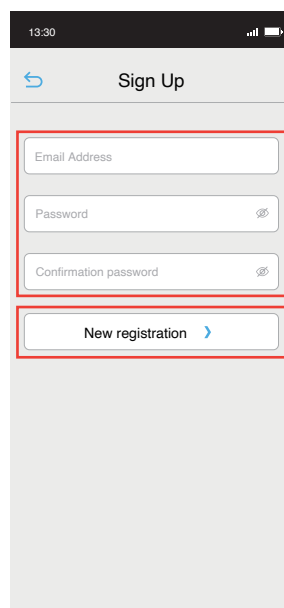 13:30
Sign Up
Email Address
Password
Confirmation password
New registration